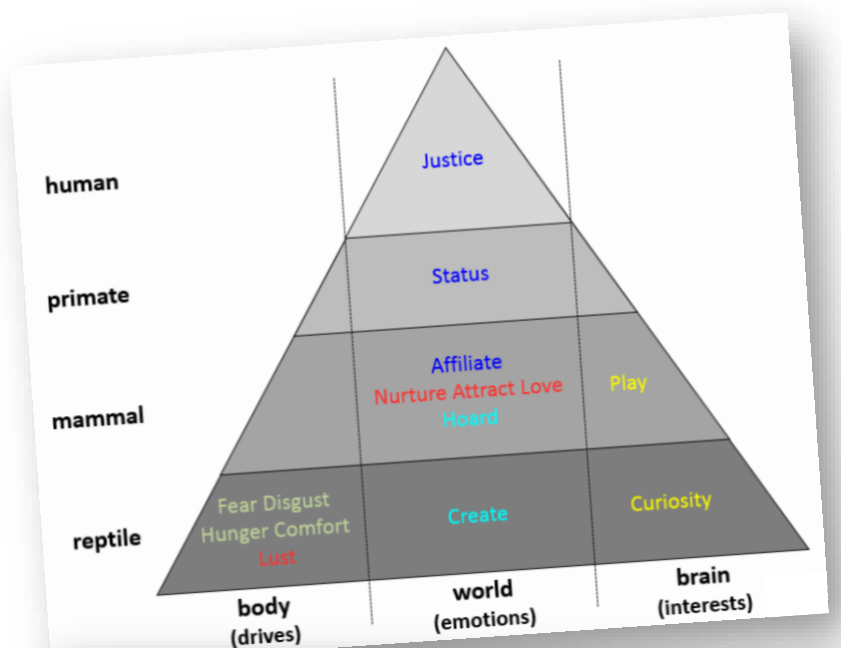 human
Justice
primate
Status
mammal
Affiliate
Nurture Attract Love
Hoard
Play
reptile
Fear Disgust
Hunger Comfort
Lust
Create
Curiosity
body
(drives)
world
(emotions)
brain
(interests)